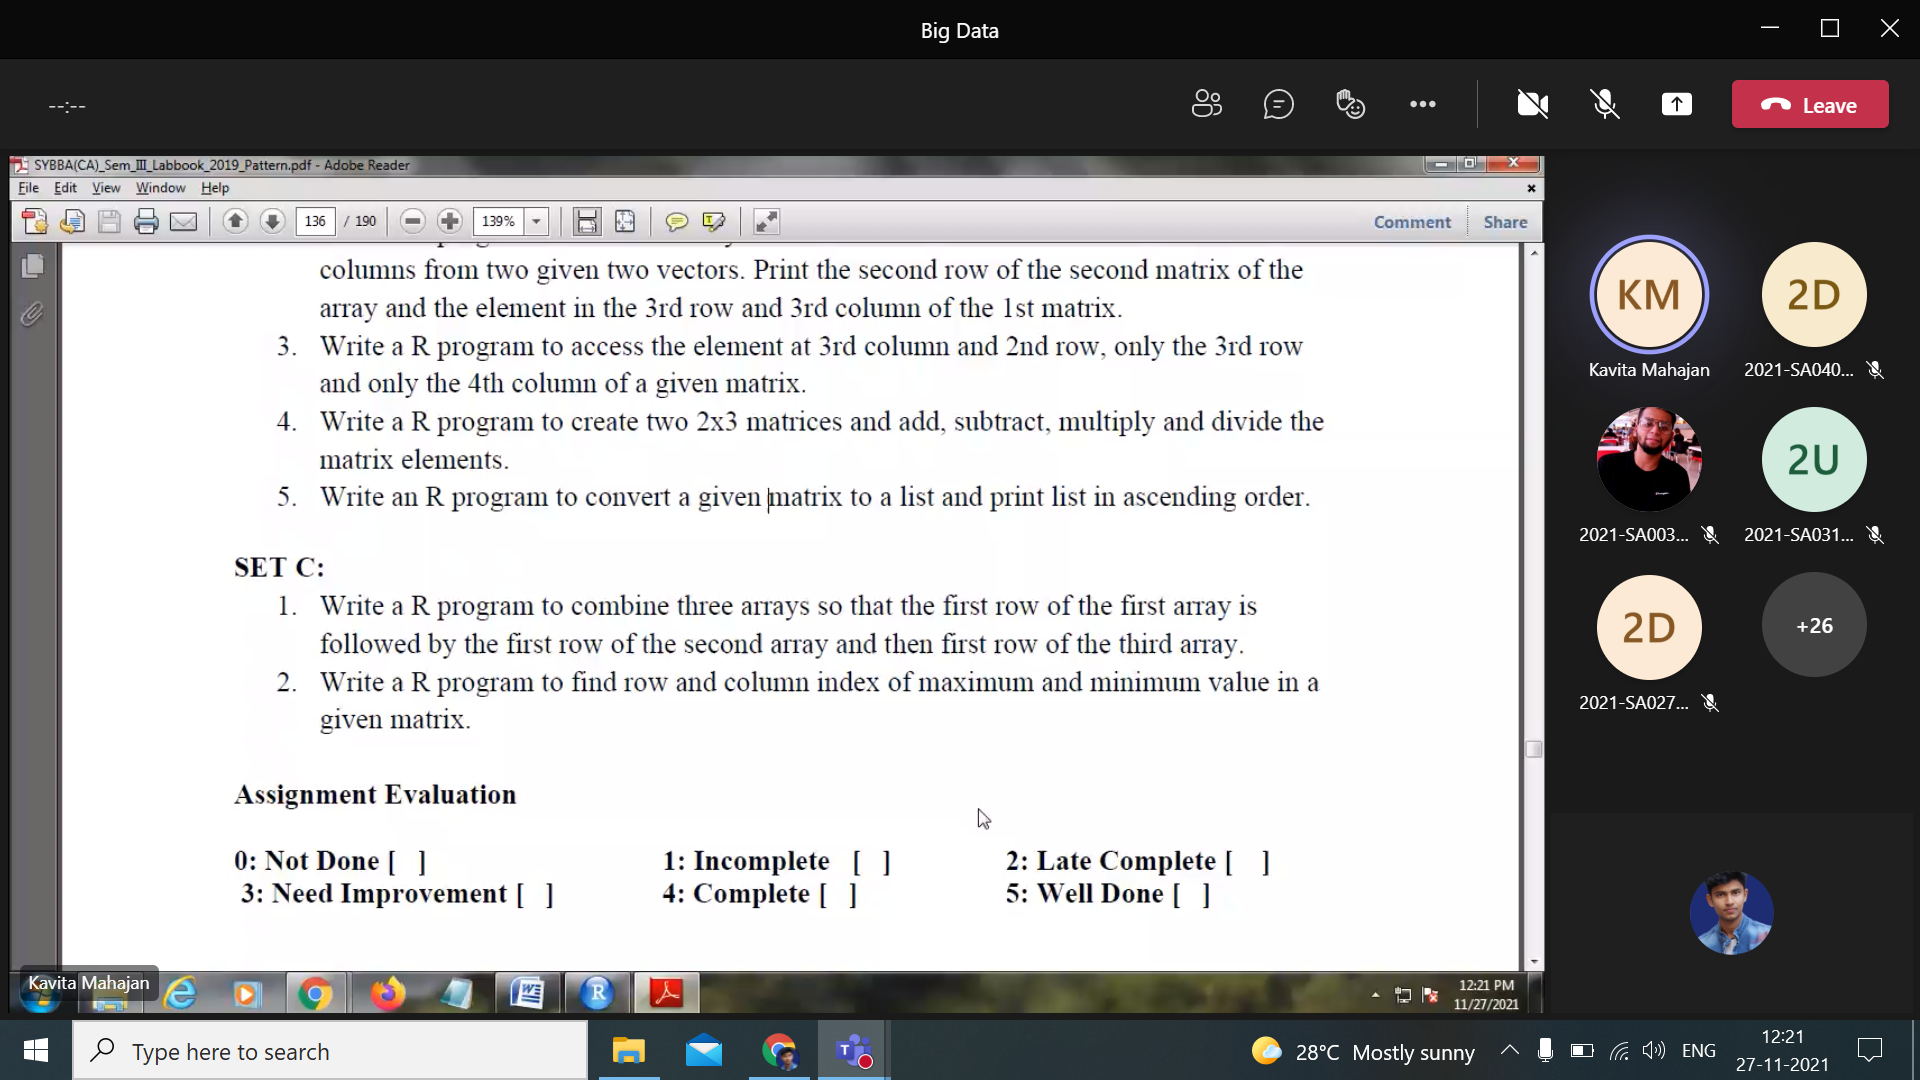 Big Data
--:--
Leave
SYBBA(CA)_Sem_III_Labbook_2019_Pattern.pdf - Adobe Reader
File Edit View Window Help
136 / 190
139%
Comment Share
columns from two given two vectors. Print the second row of the second matrix of the
array and the element in the 3rd row and 3rd column of the 1st matrix.
3. Write a R program to access the element at 3rd column and 2nd row, only the 3rd row
and only the 4th column of a given matrix.
4. Write a R program to create two 2x3 matrices and add, subtract, multiply and divide the
matrix elements.
5. Write an R program to convert a given matrix to a list and print list in ascending order.
SET C:
1. Write a R program to combine three arrays so that the first row of the first array is
followed by the first row of the second array and then first row of the third array.
2. Write a R program to find row and column index of maximum and minimum value in a
given matrix.
Assignment Evaluation
0: Not Done [ ] 1: Incomplete [ ] 2: Late Complete [ ]
3: Need Improvement [ ] 4: Complete [ ] 5: Well Done [ ]
KM
Kavita Mahajan
2D
2021-SA040...
2021-SA003...
2U
2021-SA031...
2D
2021-SA027...
+26
Kavita Mahajan
12:21 PM
11/27/2021
Type here to search
28°C Mostly sunny
ENG
12:21
27-11-2021